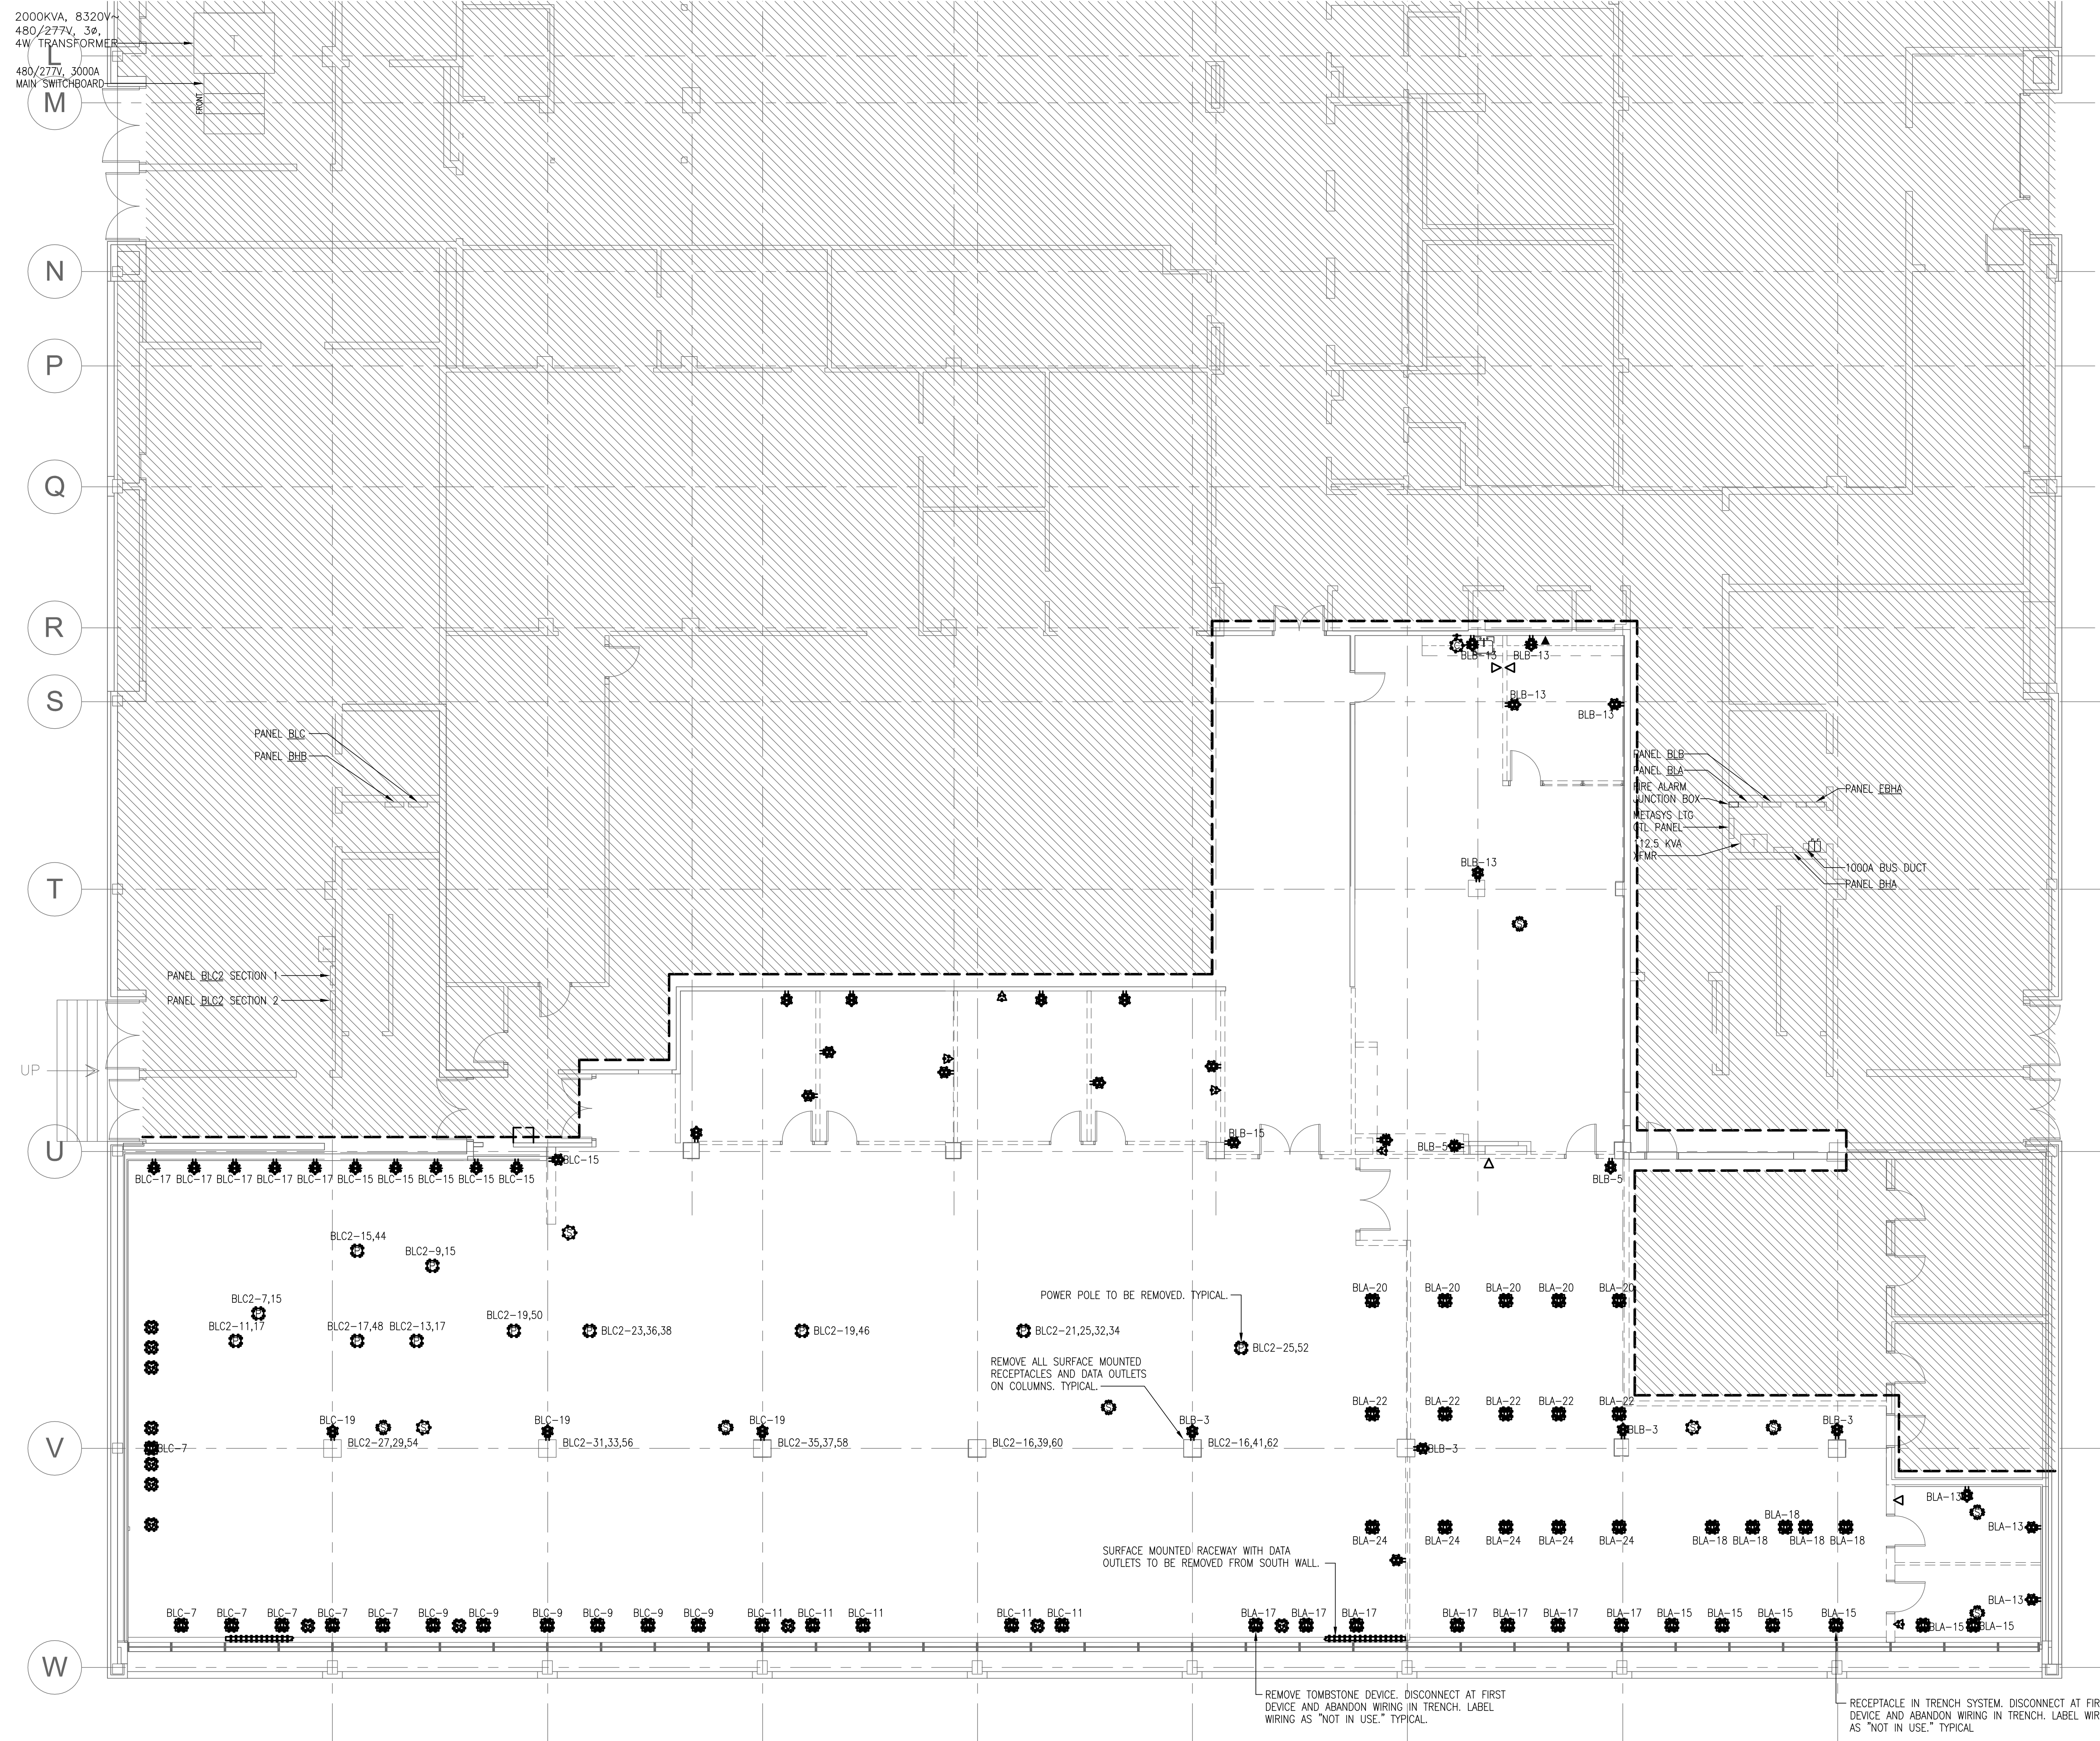 2000KVA, 8320V~
480/277V, 3ø,
4W TRANSFORMER
L
480/277V, 3000A
MAIN SWITCHBOARD
T
FRONT
M
N
P
Q
R
S
BLB-13 BLB-13
BLB-13
BLB-13
PANEL BLC
PANEL BHB
PANEL BLB
PANEL BLA
FIRE ALARM
JUNCTION BOX
METASYS LTG
CTL PANEL
XFMR
T
PANEL EBHA
1000A BUS DUCT
PANEL BHA
BLB-13
T
S
PANEL BLC2 SECTION 1
PANEL BLC2 SECTION 2
UP
BLB-15
BLB-5
U
BLC-15
BLC-17 BLC-17 BLC-17 BLC-17 BLC-17 BLC-15 BLC-15 BLC-15 BLC-15 BLC-15
BLB-5
S
BLC2-15,44
P
BLC2-9,15
P
BLA-20 BLA-20 BLA-20 BLA-20 BLA-20
POWER POLE TO BE REMOVED. TYPICAL.
BLC2-7,15
P
BLC2-11,17
P
BLC2-17,48
P
BLC2-13,17
P
BLC2-19,50
P
P BLC2-23,36,38
P BLC2-19,46
P BLC2-21,25,32,34
P BLC2-25,52
REMOVE ALL SURFACE MOUNTED
RECEPTACLES AND DATA OUTLETS
ON COLUMNS. TYPICAL.
BLA-22 BLA-22 BLA-22 BLA-22 BLA-22
BLC-19 BLC-19 BLC-19 BLB-3 BLB-3 BLB-3
S S S S S S
V
BLC-7
BLC2-27,29,54
BLC2-31,33,56
BLC2-35,37,58
BLC2-16,39,60
BLC2-16,41,62
BLB-3
BLA-13
S
BLA-18
BLA-13
BLA-24 BLA-24 BLA-24 BLA-24 BLA-24 BLA-18 BLA-18 BLA-18 BLA-18
SURFACE MOUNTED RACEWAY WITH DATA
OUTLETS TO BE REMOVED FROM SOUTH WALL.
BLA-13
S
BLC-7 BLC-7 BLC-7 BLC-7 BLC-7 BLC-9 BLC-9 BLC-9 BLC-9 BLC-9 BLC-9 BLC-11 BLC-11 BLC-11 BLC-11 BLC-11 BLA-17 BLA-17 BLA-17 BLA-17 BLA-17 BLA-17 BLA-17 BLA-15 BLA-15 BLA-15 BLA-15
BLA-15 BLA-15
W
REMOVE TOMBSTONE DEVICE. DISCONNECT AT FIRST
DEVICE AND ABANDON WIRING IN TRENCH. LABEL
WIRING AS "NOT IN USE." TYPICAL.
RECEPTACLE IN TRENCH SYSTEM. DISCONNECT AT
DEVICE AND ABANDON WIRING IN TRENCH. LABEL
AS "NOT IN USE." TYPICAL